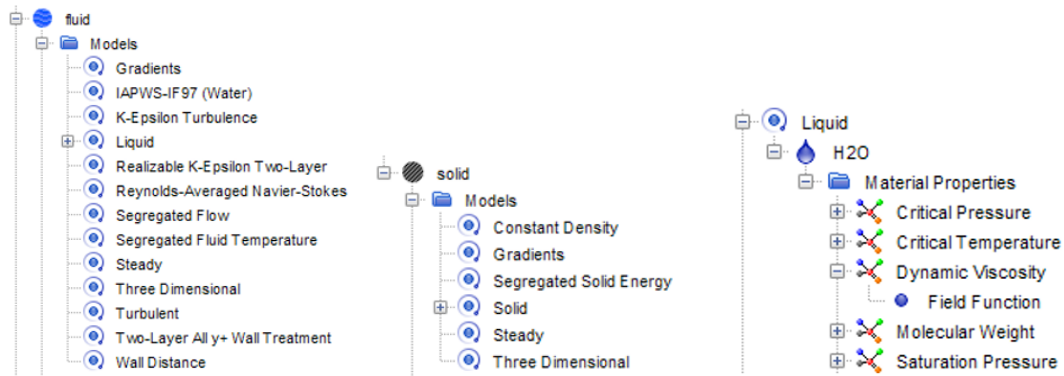 fluid
Models
Gradients
IAPWS-IF97 (Water)
K-Epsilon Turbulence
Liquid
Realizable K-Epsilon Two-Layer
Reynolds-Averaged Navier-Stokes
Segregated Flow
Segregated Fluid Temperature
Steady
Three Dimensional
Turbulent
Two-Layer All y+ Wall Treatment
Wall Distance
solid
Models
Constant Density
Gradients
Segregated Solid Energy
Solid
Steady
Three Dimensional
Liquid
H2O
Material Properties
Critical Pressure
Critical Temperature
Dynamic Viscosity
Field Function
Molecular Weight
Saturation Pressure